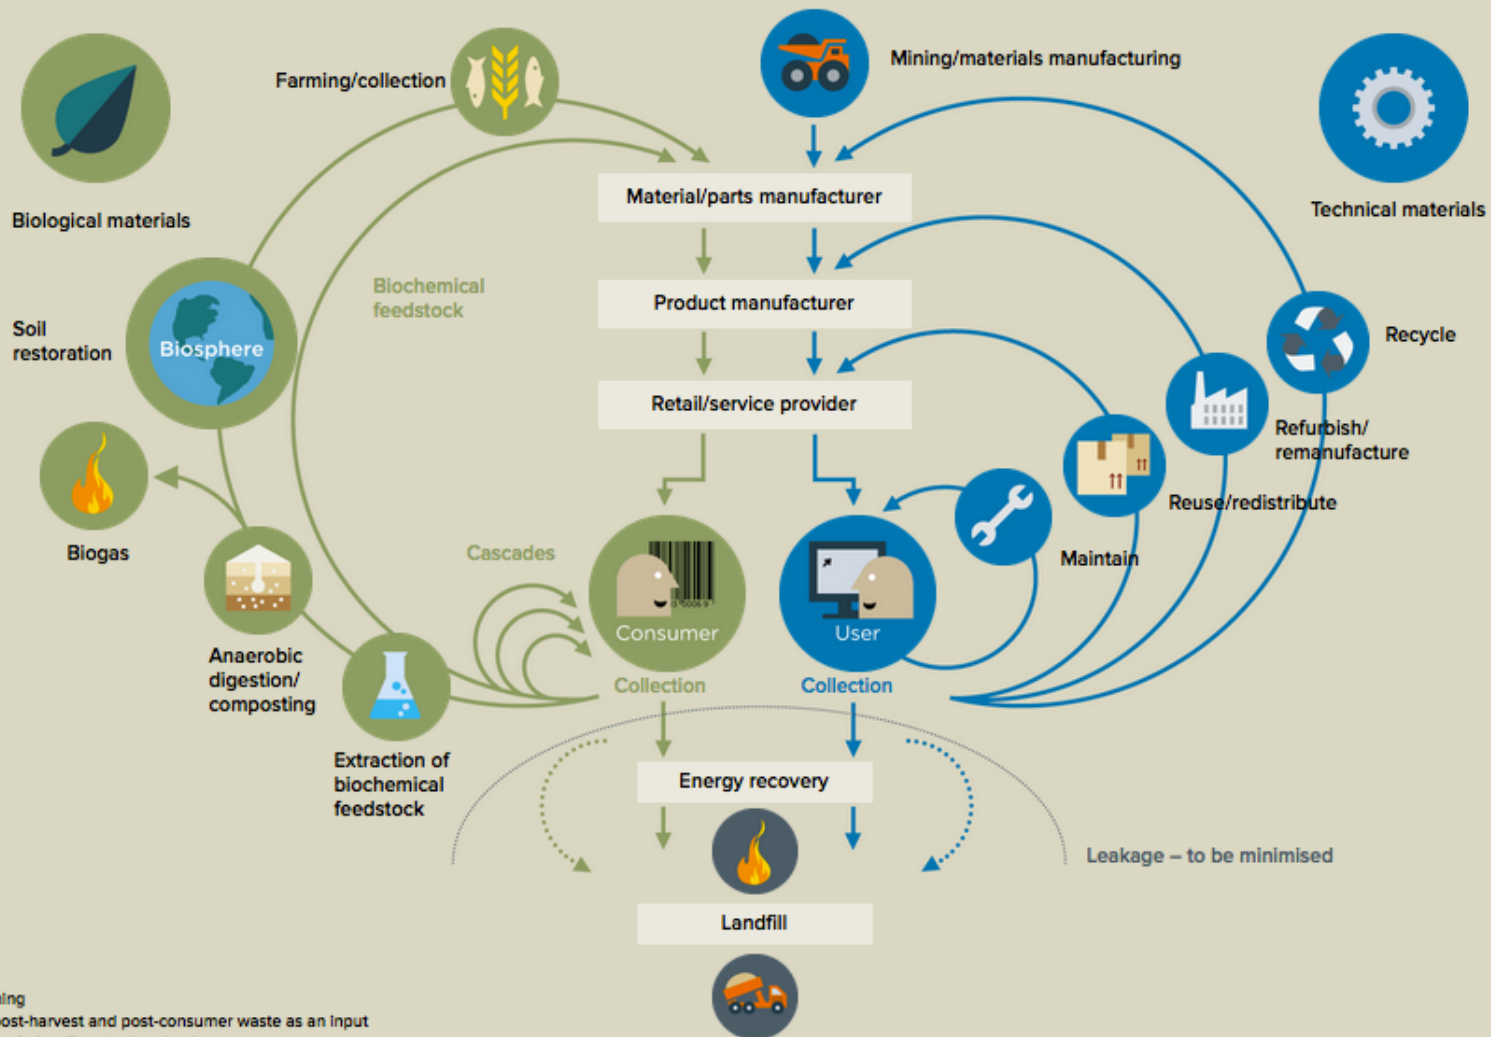 Farming/collection
Mining/materials manufacturing
Biological materials
Technical materials
Material/parts manufacturer
Biochemical
feedstock
Product manufacturer
Soil
restoration
Biosphere
Recycle
Retail/service provider
Refurbish/
remanufacture
Reuse/redistribute
Biogas
Cascades
Maintain
Consumer
User
Anaerobic
digestion/
composting
Collection
Collection
Extraction of
biochemical
feedstock
Energy recovery
Leakage – to be minimised
Landfill
post-harvest and post-consumer waste as an input